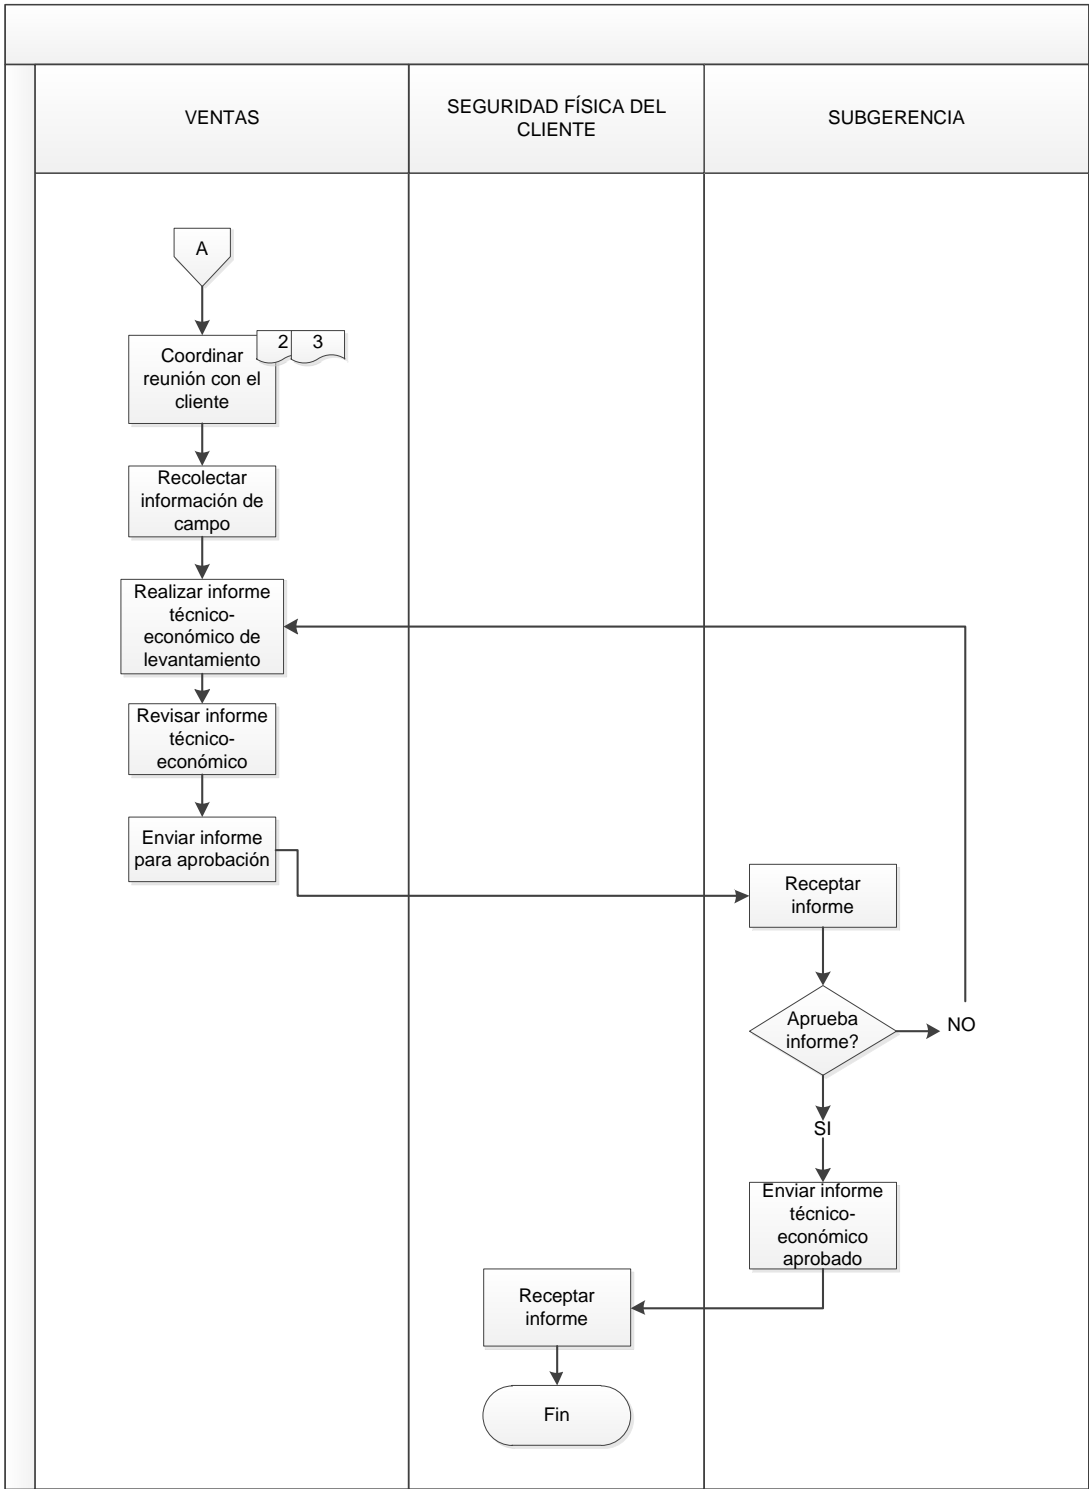 VENTAS
SEGURIDAD FÍSICA DEL
CLIENTE
SUBGERENCIA
A
2
3
Coordinar
reunión con el
cliente
Recolectar
información de
campo
Realizar informe
técnico-
económico de
levantamiento
Revisar informe
técnico-
económico
Enviar informe
para aprobación
Receptar
informe
Aprueba
informe?
NO
SI
Enviar informe
técnico-
económico
aprobado
Receptar
informe
Fin